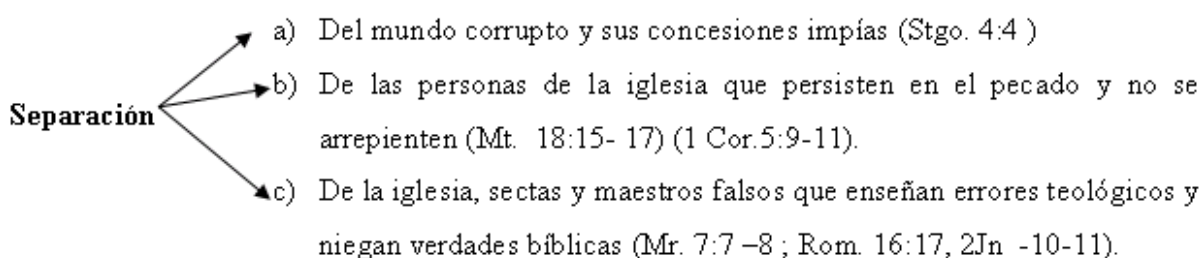 a) Del mundo corrupto y sus concesiones impías (Stgo. 4:4 )
b) De las personas de la iglesia que persisten en el pecado y no se
Separación
arrepienten (Mt. 18:15- 17) (1 Cor.5:9-11).
c) De la iglesia, sectas y maestros falsos que enseñan errores teológicos y
niegan verdades bíblicas (Mr. 7:7 –8 ; Rom. 16:17, 2Jn -10-11).